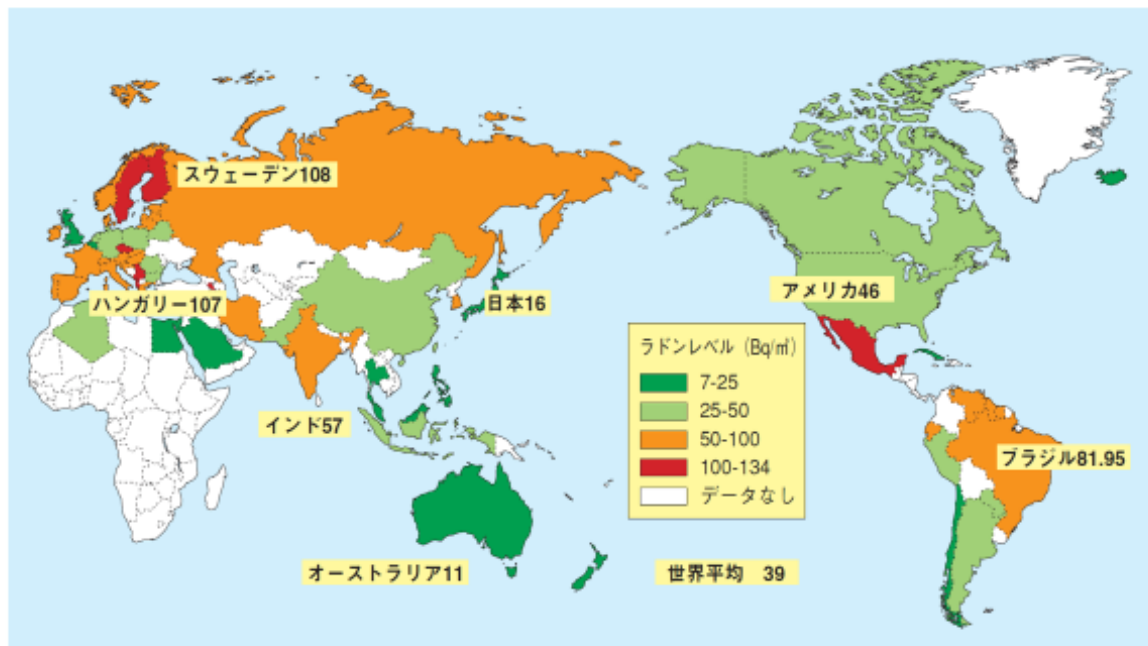 スウェーデン108
ハンガリー107
日本16
アメリカ46
ラドンレベル（Bq/㎥）
7-25
25-50
50-100
100-134
データなし
インド57
ブラジル81.95
オーストラリア11
世界平均　39